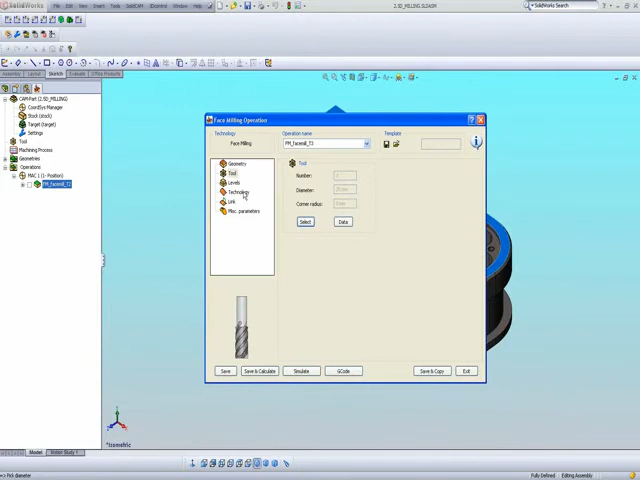 SolidWorks
File Edit View Insert Tools SolidCAM 3Dcontrol Window Help
2.5D_MILLING.SLDASM
SolidWorks Search
Assembly Layout Sketch Evaluate Office Products
CAM-Part (2.5D_MILLING)
CoordSys Manager
Stock (stock)
Target (target)
Settings
Tool
Machining Process
Geometries
Operations
MAC 1 (1- Position)
FM_facemill_T3
Face Milling Operation
Technology
Face Milling
Operation name
FM_facemill_T3
Template
Geometry
Tool
Levels
Technology
Link
Misc. parameters
Tool
Number:
Diameter:
Corner radius:
Select
Data
Save
Save & Calculate
Simulate
GCode
Save & Copy
Exit
*Isometric
Model
Motion Study 1
Pick diameter
Fully Defined
Editing Assembly